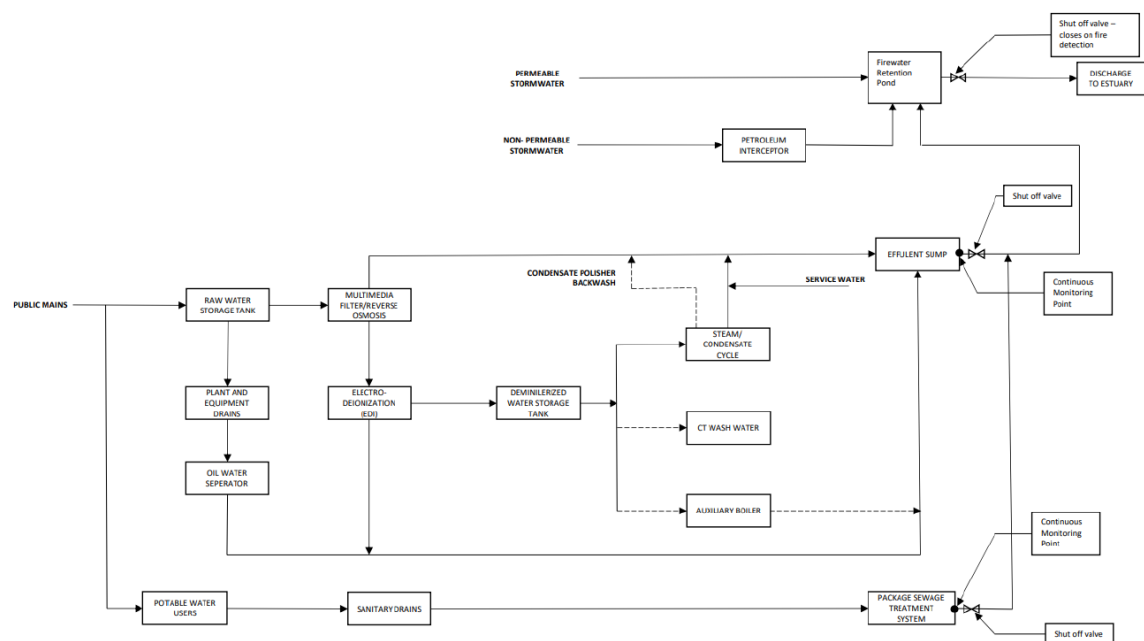 Shut off valve –
closes on fire
detection
Firewater
Retention
Pond
PERMEABLE
STORMWATER
DISCHARGE
TO ESTUARY
NON- PERMEABLE
STORMWATER
PETROLEUM
INTERCEPTOR
Shut off valve
EFFULENT SUMP
CONDENSATE POLISHER
BACKWASH
SERVICE WATER
Continuous
Monitoring
Point
PUBLIC MAINS
RAW WATER
STORAGE TANK
MULTIMEDIA
FILTER/REVERSE
OSMOSIS
STEAM/
CONDENSATE
CYCLE
PLANT AND
EQUIPMENT
DRAINS
ELECTRO-
DEIONIZATION
(EDI)
DEMINILERIZED
WATER STORAGE
TANK
CT WASH WATER
OIL WATER
SEPERATOR
AUXILIARY BOILER
Continuous
Monitoring
Point
POTABLE WATER
USERS
SANITARY DRAINS
PACKAGE SEWAGE
TREATMENT
SYSTEM
Shut off valve